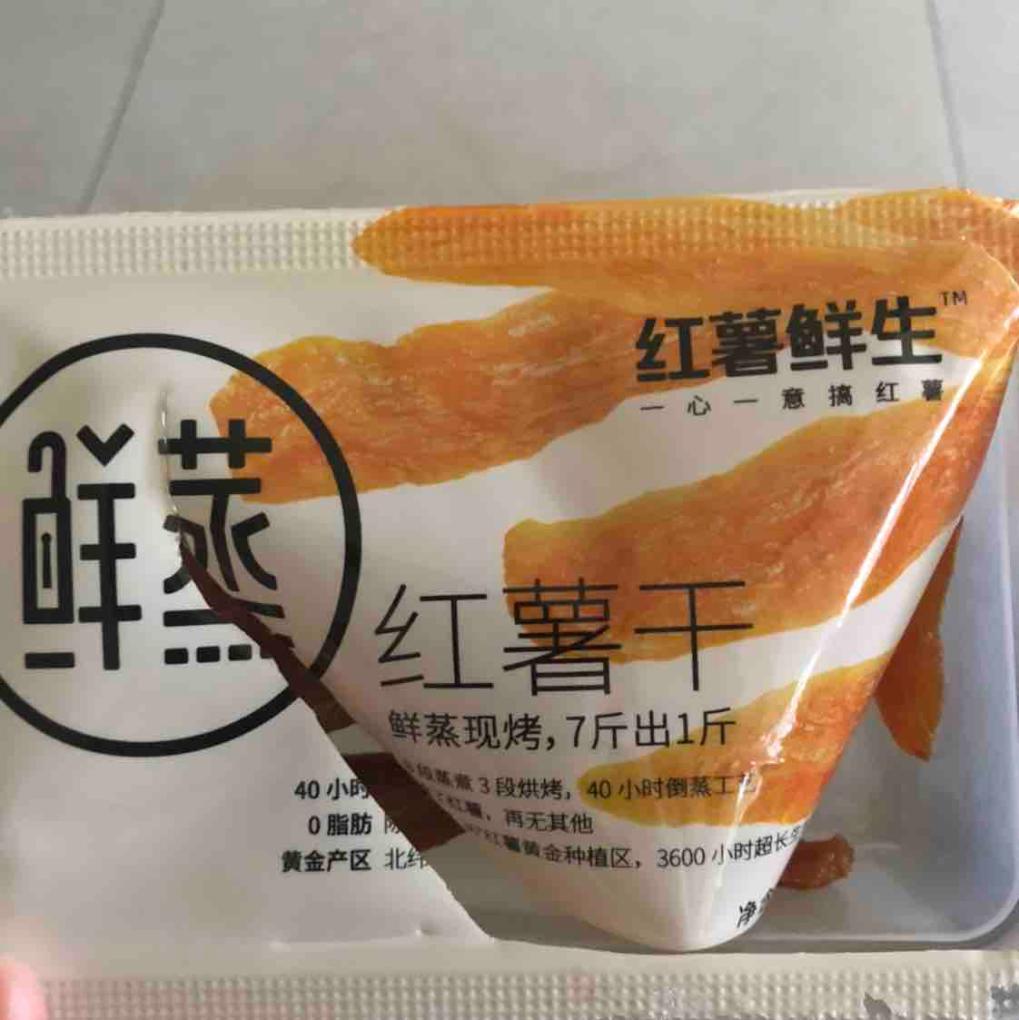 红薯鲜生™
一心一意搞红薯
鲜蒸
红薯干
鲜蒸现烤，7斤出1斤
40小时 段蒸煮3段烘烤，40小时倒蒸工艺
0脂肪 除 了红薯，再无其他
黄金产区 北纬 红薯黄金种植区，3600小时超长
净